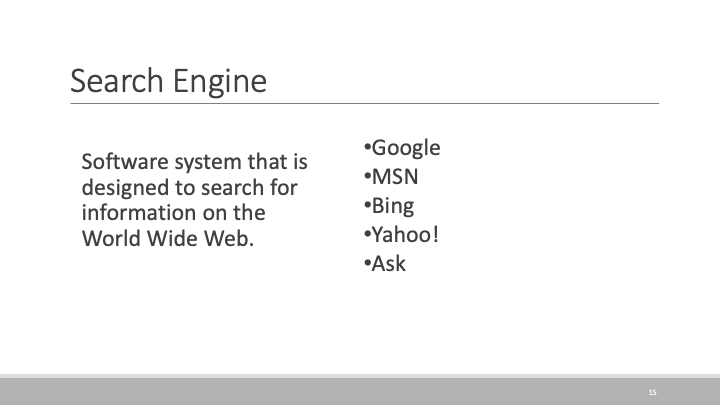 Search Engine
Software system that is
designed to search for
information on the
World Wide Web.
•Google
•MSN
•Bing
•Yahoo!
•Ask
15